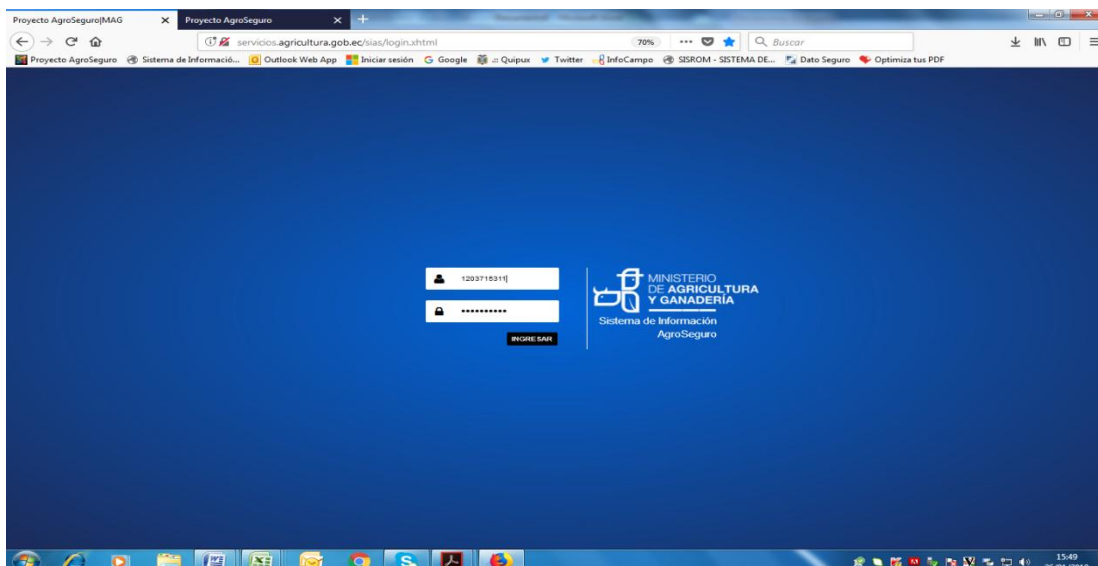 Proyecto AgroSeguro|MAG
Proyecto AgroSeguro
servicios.agricultura.gob.ec/sias/login.xhtml
70%
Buscar
Proyecto AgroSeguro
Sistema de Informació...
Outlook Web App
Iniciar sesión
Google
.:: Quipux
Twitter
InfoCampo
SISROM - SISTEMA DE...
Dato Seguro
Optimiza tus PDF
1203715311
MINISTERIO
DE AGRICULTURA
Y GANADERÍA
Sistema de Información
AgroSeguro
INGRESAR
15:49